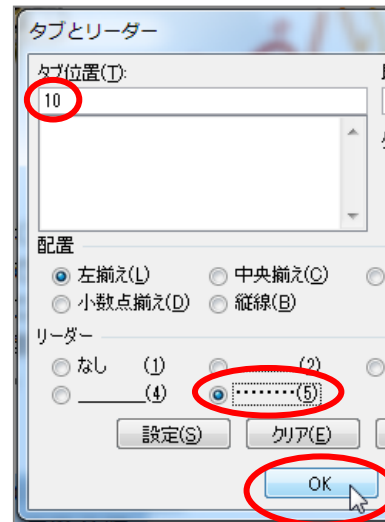 タブとリーダー
タブ位置(T):
10
配置
左揃え(L) 中央揃え(C)
小数点揃え(D) 縦線(B)
リーダー
なし (1) ........(2)
______(4) ········(5)
設定(S) クリア(E)
OK